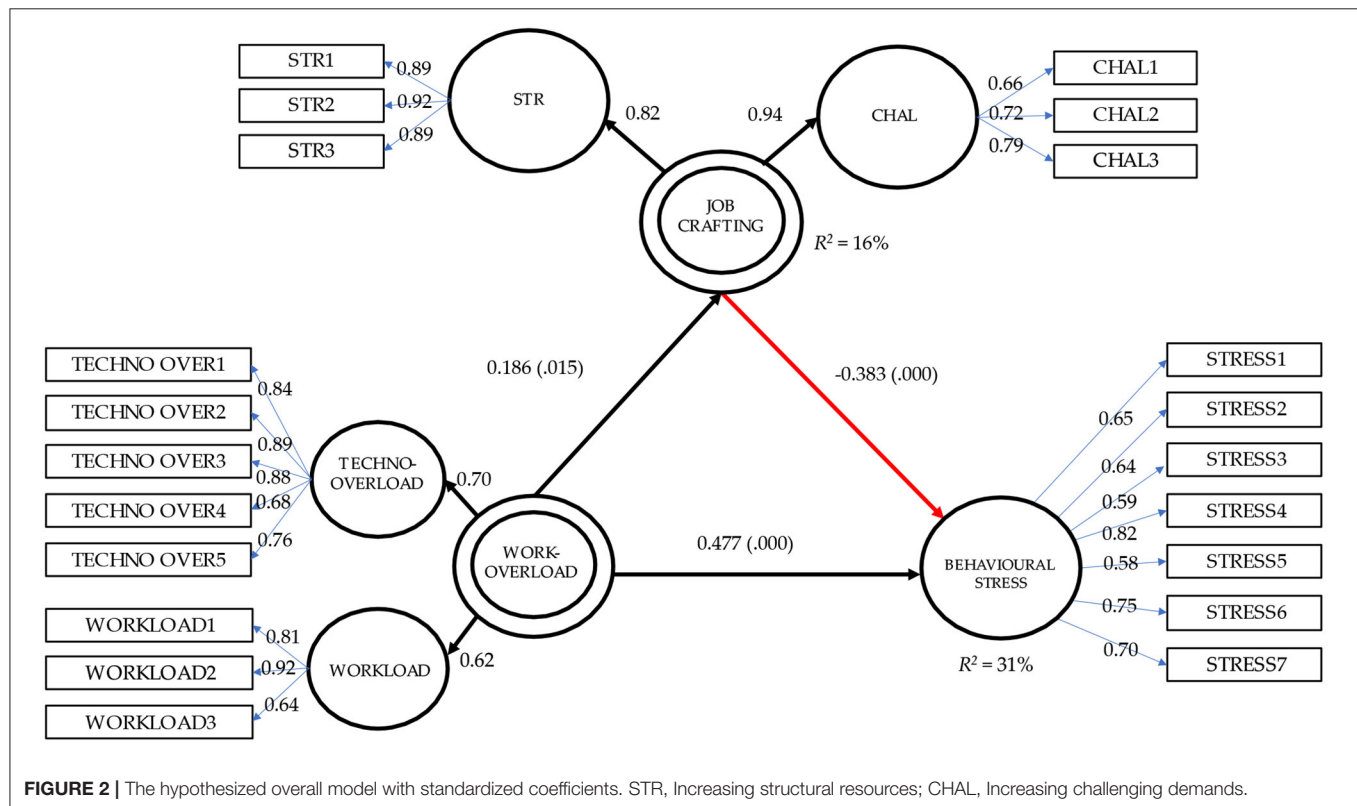 STR1
STR2
STR3
0.89
0.92
0.89
STR
0.82
0.94
CHAL
0.66
0.72
0.79
CHAL1
CHAL2
CHAL3
JOB
CRAFTING
R² = 16%
0.186 (.015)
-0.383 (.000)
TECHNO OVER1
TECHNO OVER2
TECHNO OVER3
TECHNO OVER4
TECHNO OVER5
0.84
0.89
0.88
0.68
0.76
TECHNO-
OVERLOAD
0.70
WORK-
OVERLOAD
0.477 (.000)
WORKLOAD1
WORKLOAD2
WORKLOAD3
0.81
0.92
0.64
WORKLOAD
0.62
BEHAVIOURAL
STRESS
R² = 31%
0.65
0.64
0.59
0.82
0.58
0.75
0.70
STRESS1
STRESS2
STRESS3
STRESS4
STRESS5
STRESS6
STRESS7
FIGURE 2 | The hypothesized overall model with standardized coefficients. STR, Increasing structural resources; CHAL, Increasing challenging demands.